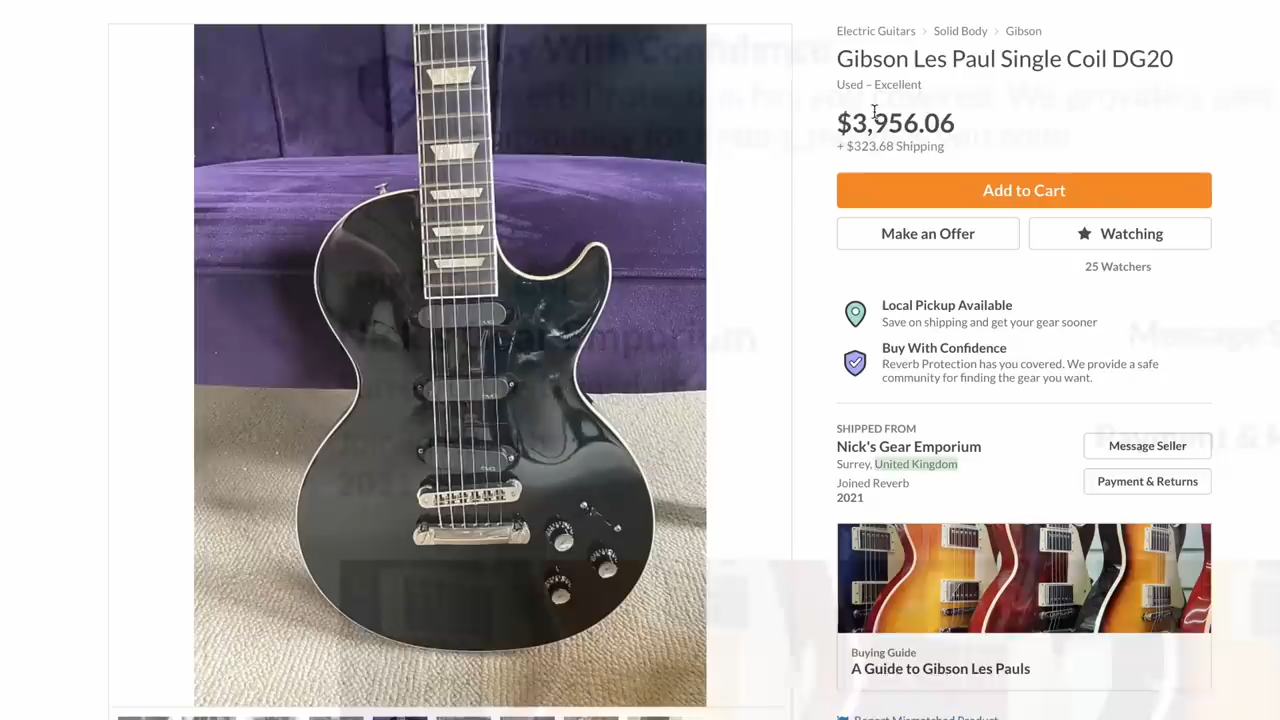 Electric Guitars > Solid Body > Gibson
Gibson Les Paul Single Coil DG20
Used – Excellent
$3,956.06
+ $323.68 Shipping
Add to Cart
Make an Offer
Watching
25 Watchers
Local Pickup Available
Save on shipping and get your gear sooner
Buy With Confidence
Reverb Protection has you covered. We provide a safe
community for finding the gear you want.
SHIPPED FROM
Nick's Gear Emporium
Message Seller
Surrey, United Kingdom
Joined Reverb
Payment & Returns
2021
Buying Guide
A Guide to Gibson Les Pauls
Report Mismatched Product